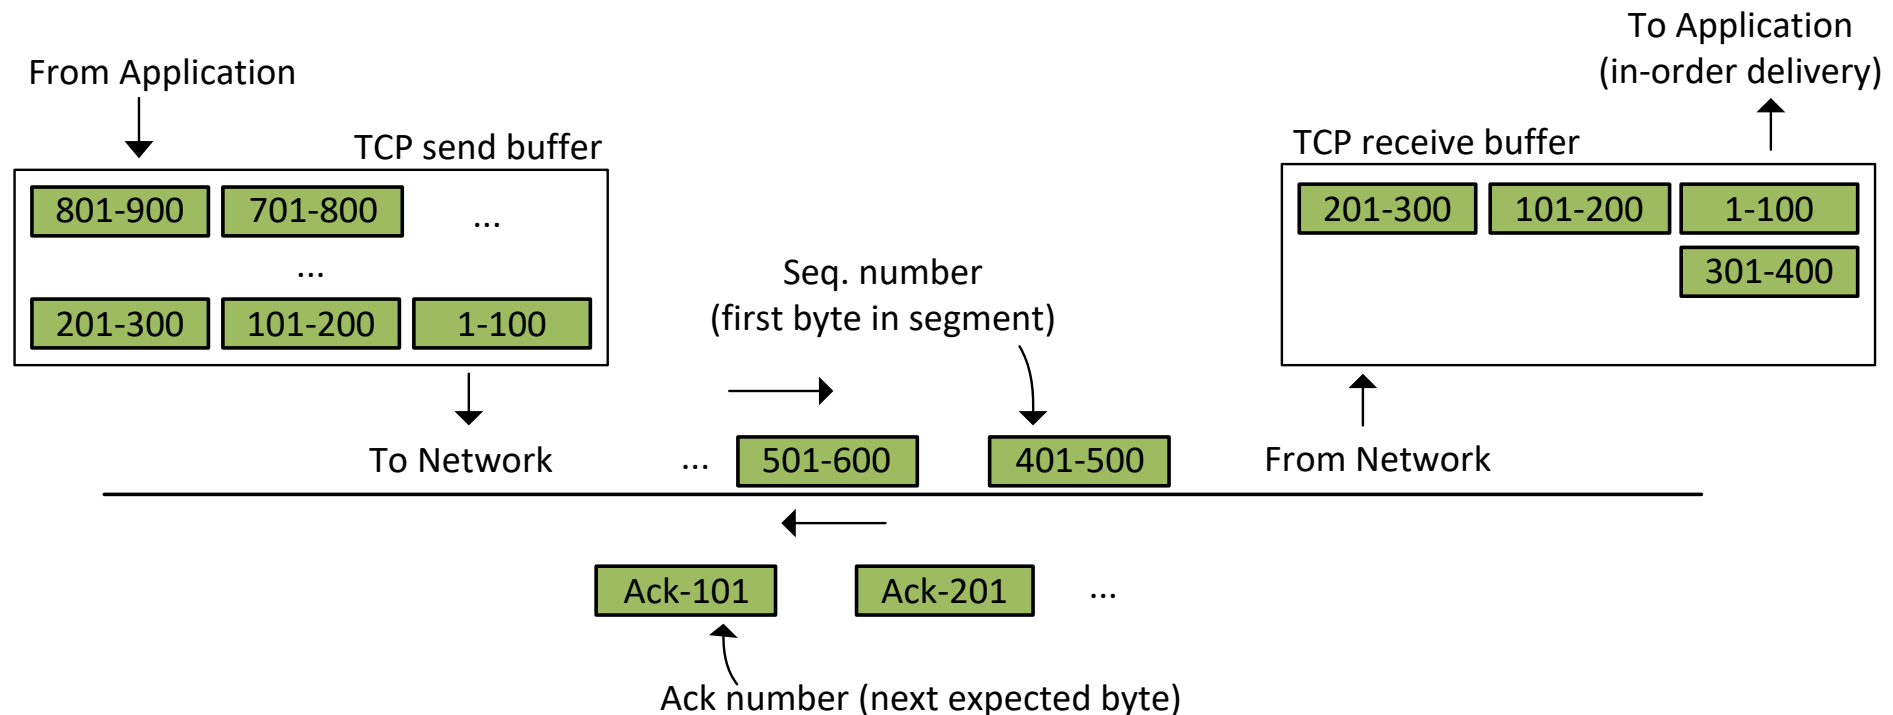 From Application
TCP send buffer
801-900 701-800 ...
...
201-300 101-200 1-100
To Network
Seq. number
(first byte in segment)
... 501-600 401-500
To Application
(in-order delivery)
TCP receive buffer
201-300 101-200 1-100
301-400
From Network
Ack-101 Ack-201 ...
Ack number (next expected byte)